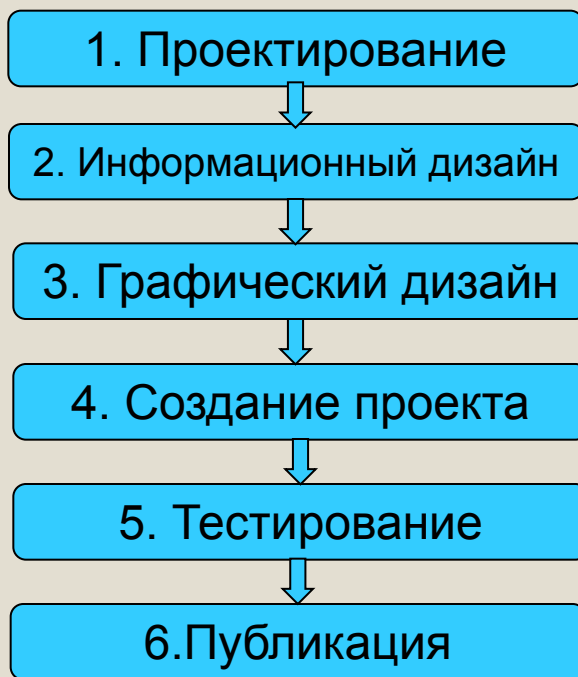 1. Проектирование
2. Информационный дизайн
3. Графический дизайн
4. Создание проекта
5. Тестирование
6.Публикация